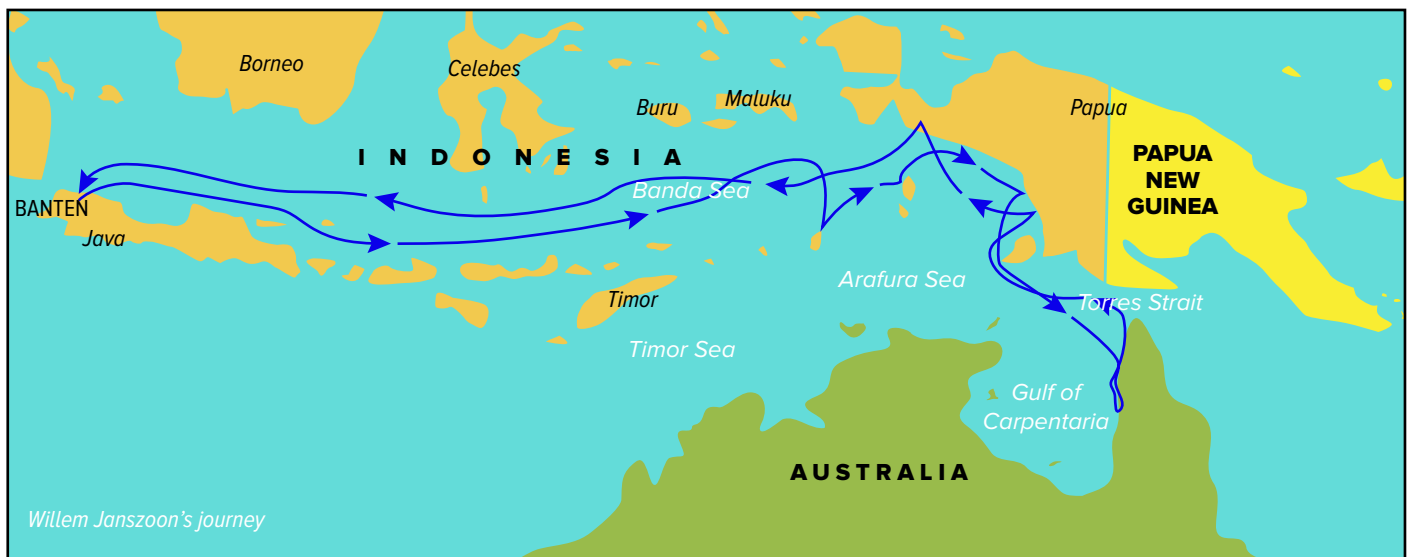 Borneo
Celebes
Buru
Maluku
Papua
INDONESIA
PAPUA
NEW
GUINEA
Banda Sea
BANTEN
Java
Arafura Sea
Timor
Torres Strait
Timor Sea
Gulf of
Carpentaria
AUSTRALIA
Willem Janszoon's journey